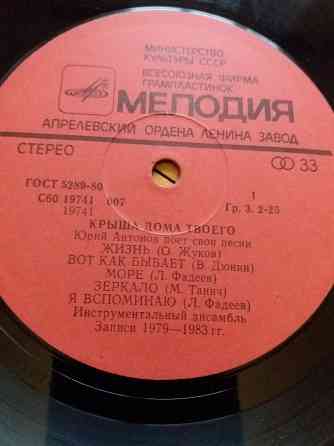 МИНИСТЕРСТВО
КУЛЬТУРЫ СССР
ВСЕСОЮЗНАЯ ФИРМА
ГРАМПЛАСТИНОК
МЕЛОДИЯ
АПРЕЛЕВСКИЙ ОРДЕНА ЛЕНИНА ЗАВОД
СТЕРЕО 33
ГОСТ 5289-80 1
С60 19741 007 Гр. 3. 2-25
19741
КРЫША ДОМА ТВОЕГО
Юрий Антонов поет свои песни
ЖИЗНЬ (О. Жуков)
ВОТ КАК БЫВАЕТ (В. Дюнин)
МОРЕ (Л. Фадеев)
ЗЕРКАЛО (М. Танич)
Я ВСПОМИНАЮ (Л. Фадеев)
Инструментальный ансамбль
Записи 1979—1983 гг.